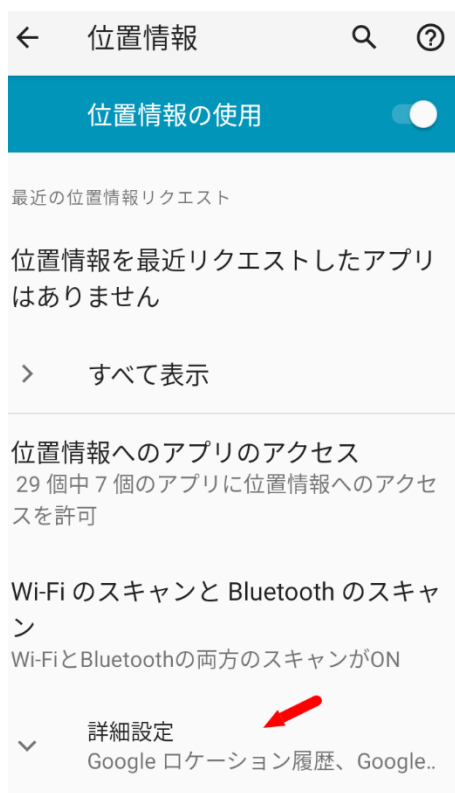 位置情報
位置情報の使用
最近の位置情報リクエスト
位置情報を最近リクエストしたアプリ
はありません
すべて表示
位置情報へのアプリのアクセス
29 個中 7 個のアプリに位置情報へのアクセ
スを許可
Wi-Fi のスキャンと Bluetooth のスキャ
ン
Wi-FiとBluetoothの両方のスキャンがON
詳細設定
Google ロケーション履歴、Google..